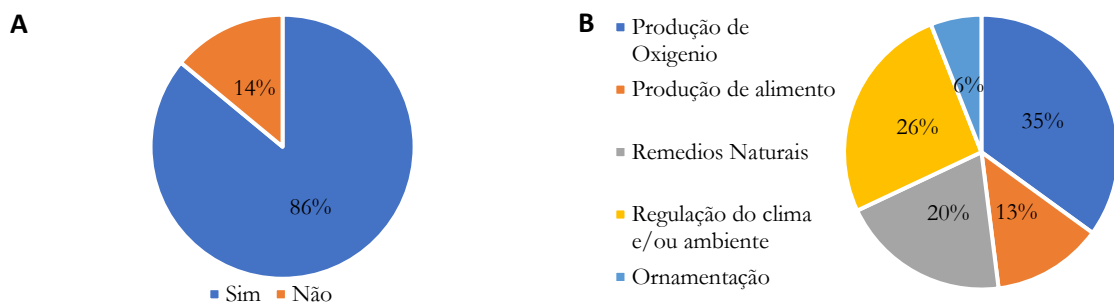 A
14%
86%
Sim Não
B
Produção de
Oxigenio
Produção de alimento
Remedios Naturais
Regulação do clima
e/ou ambiente
Ornamentação
6%
35%
26%
20%
13%